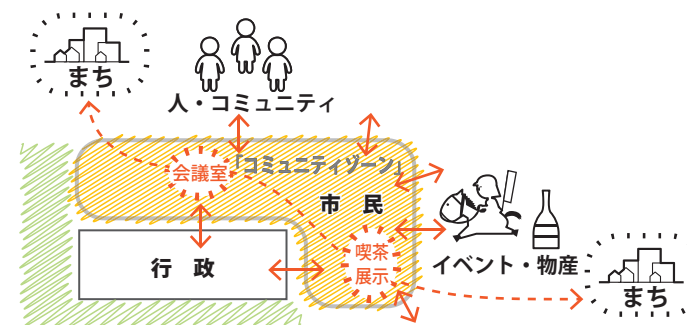 まち
人・コミュニティ
会議室
「コミュニティゾーン」
市 民
行 政
喫茶
展示
イベント・物産
まち